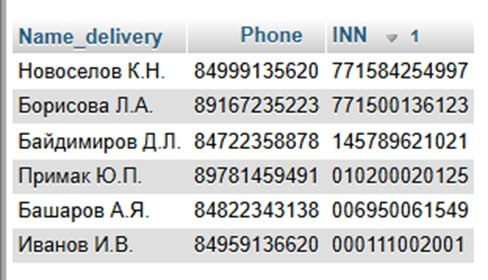 Name_delivery Phone INN 1
Новоселов К.Н. 84999135620 771584254997
Борисова Л.А. 89167235223 771500136123
Байдимиров Д.Л. 84722358878 145789621021
Примак Ю.П. 89781459491 010200020125
Башаров А.Я. 84822343138 006950061549
Иванов И.В. 84959136620 000111002001